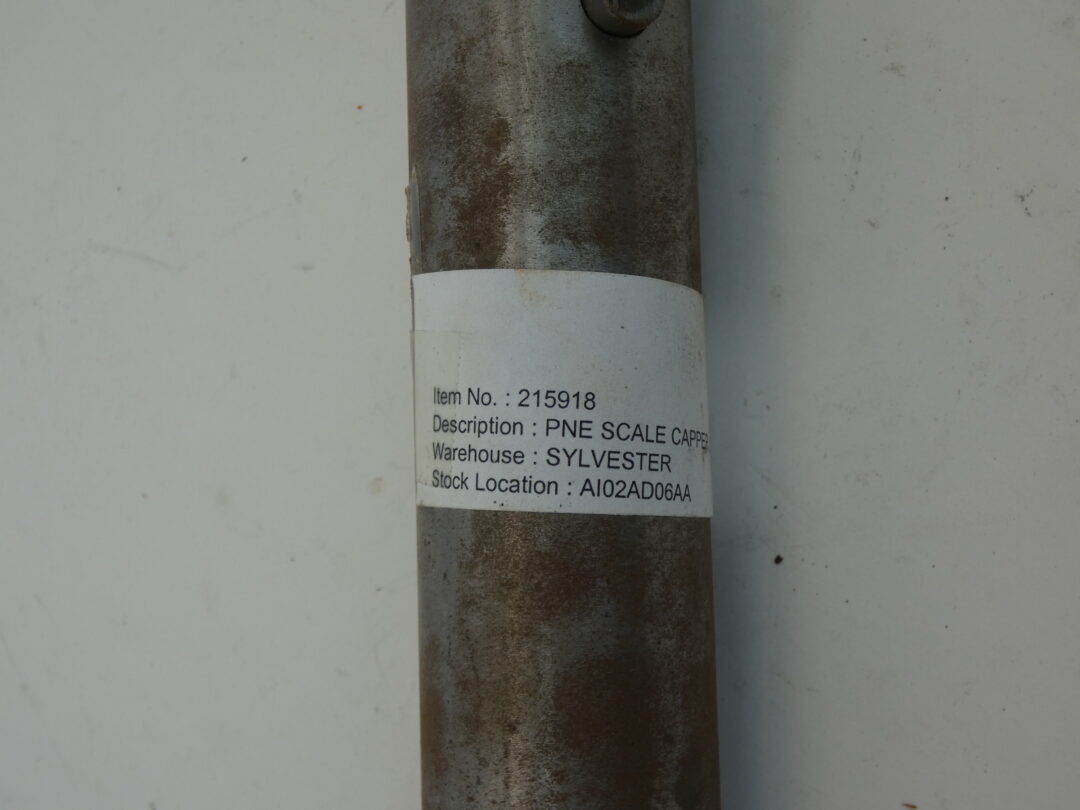 Item No. : 215918
Description : PNE SCALE CAPPE
Warehouse : SYLVESTER
Stock Location : AI02AD06AA